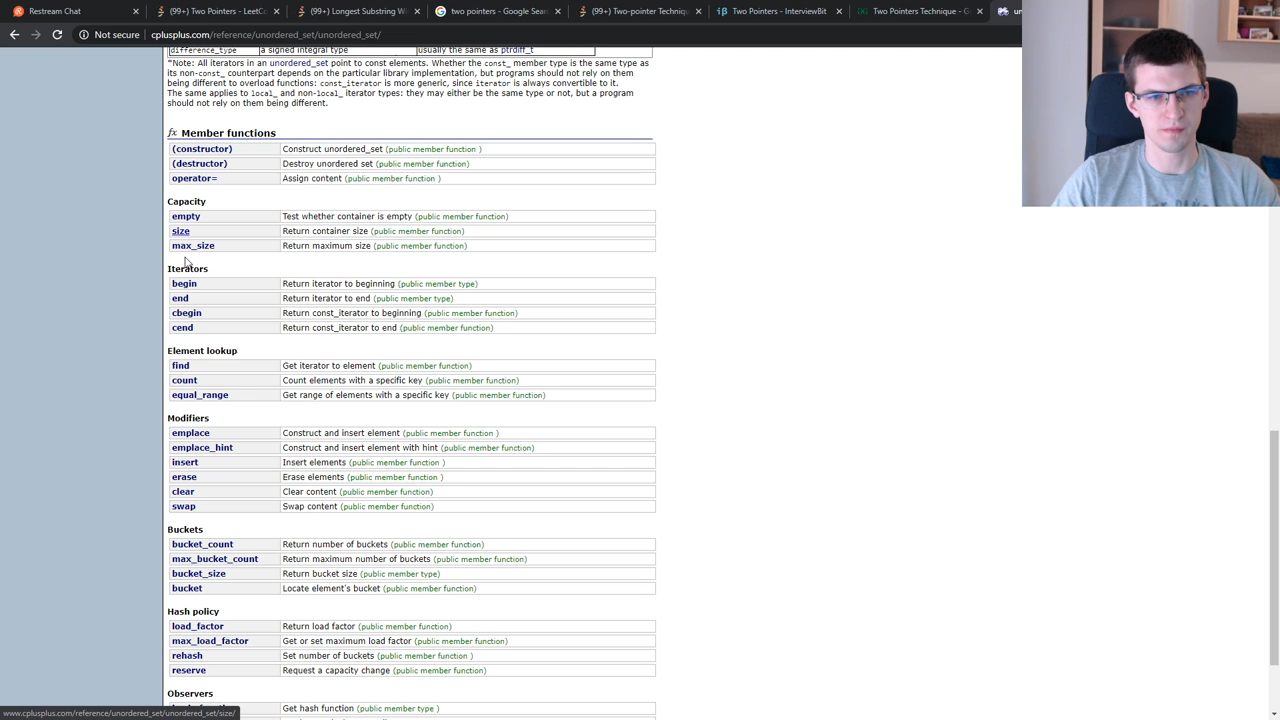 Restream Chat
(99+) Two Pointers - LeetCo
(99+) Longest Substring W
Two pointers - Google Sear
(99+) Two-pointer Techniqu
Two Pointers - InterviewBit
Two Pointers Technique - G
un
Not secure | cplusplus.com/reference/unordered_set/unordered_set/
difference_type a signed integral type usually the same as ptrdiff_t
*Note: All iterators in an unordered_set point to const elements. Whether the const_ member type is the same type as
its non-const_ counterpart depends on the particular library implementation, but programs should not rely on them
being different to overload functions: const_iterator is more generic, since iterator is always convertible to it.
The same applies to local_ and non-local_ iterator types: they may either be the same type or not, but a program
should not rely on them being different.
fx Member functions
(constructor) Construct unordered_set (public member function )
(destructor) Destroy unordered set (public member function)
operator= Assign content (public member function )
Capacity
empty Test whether container is empty (public member function)
size Return container size (public member function)
max_size Return maximum size (public member function)
Iterators
begin Return iterator to beginning (public member type)
end Return iterator to end (public member type)
cbegin Return const_iterator to beginning (public member function)
cend Return const_iterator to end (public member function)
Element lookup
find Get iterator to element (public member function)
count Count elements with a specific key (public member function)
equal_range Get range of elements with a specific key (public member function)
Modifiers
emplace Construct and insert element (public member function )
emplace_hint Construct and insert element with hint (public member function)
insert Insert elements (public member function )
erase Erase elements (public member function )
clear Clear content (public member function)
swap Swap content (public member function)
Buckets
bucket_count Return number of buckets (public member function)
max_bucket_count Return maximum number of buckets (public member function)
bucket_size Return bucket size (public member type)
bucket Locate element's bucket (public member function)
Hash policy
load_factor Return load factor (public member function)
max_load_factor Get or set maximum load factor (public member function)
rehash Set number of buckets (public member function )
reserve Request a capacity change (public member function)
Observers
Get hash function (public member type )
www.cplusplus.com/reference/unordered_set/unordered_set/size/